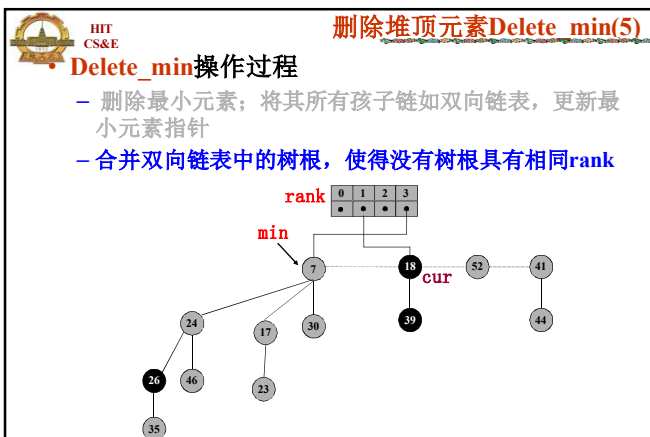 HIT
CS&E
删除堆顶元素Delete_min(5)
• Delete_min操作过程
– 删除最小元素；将其所有孩子链如双向链表，更新最
小元素指针
– 合并双向链表中的树根，使得没有树根具有相同rank
rank 0 1 2 3
min
7 18 52 41
cur
24 17 30 39 44
26 46 23
35